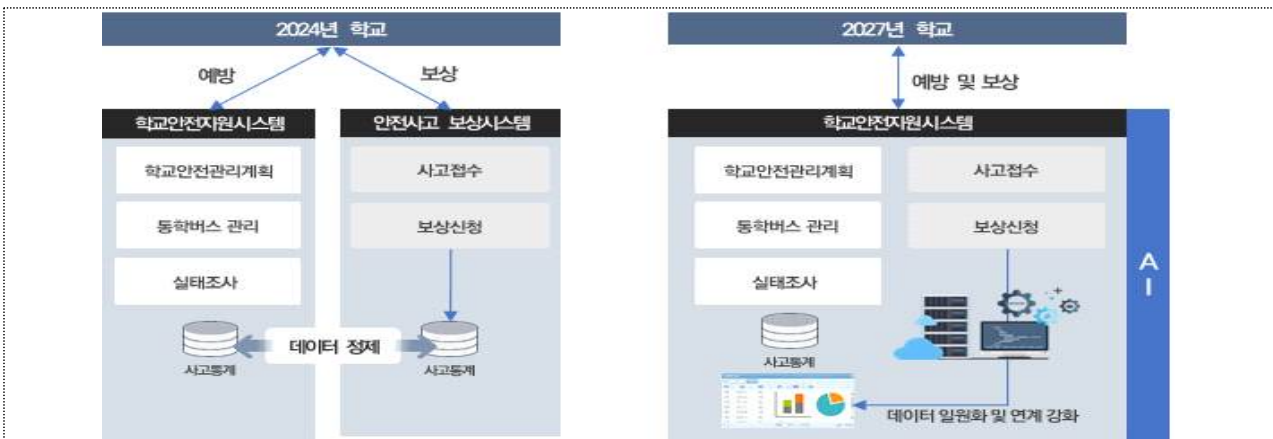 2024년 학교
예방
보상
학교안전지원시스템
학교안전관리계획
통학버스 관리
실태조사
사고통계
안전사고 보상시스템
사고접수
보상신청
사고통계
데이터 정제
2027년 학교
예방 및 보상
학교안전지원시스템
학교안전관리계획
통학버스 관리
실태조사
사고통계
사고접수
보상신청
데이터 일원화 및 연계 강화
A
I